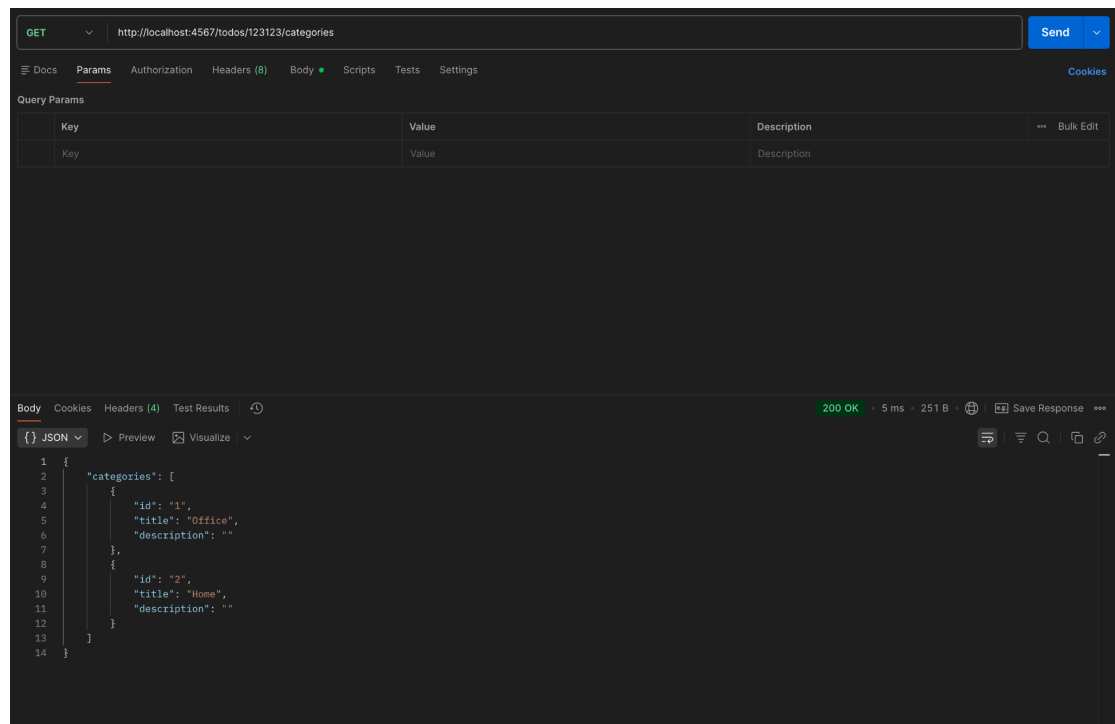 GET http://localhost:4567/todos/123123/categories Send
Docs Params Authorization Headers (8) Body Scripts Tests Settings Cookies
Query Params
Key Value Description Bulk Edit
Key Value Description
Body Cookies Headers (4) Test Results 200 OK 5 ms 251 B e.g. Save Response
{} JSON Preview Visualize
1 {
2 "categories": [
3 {
4 "id": "1",
5 "title": "Office",
6 "description": ""
7 },
8 {
9 "id": "2",
10 "title": "Home",
11 "description": ""
12 }
13 ]
14 }